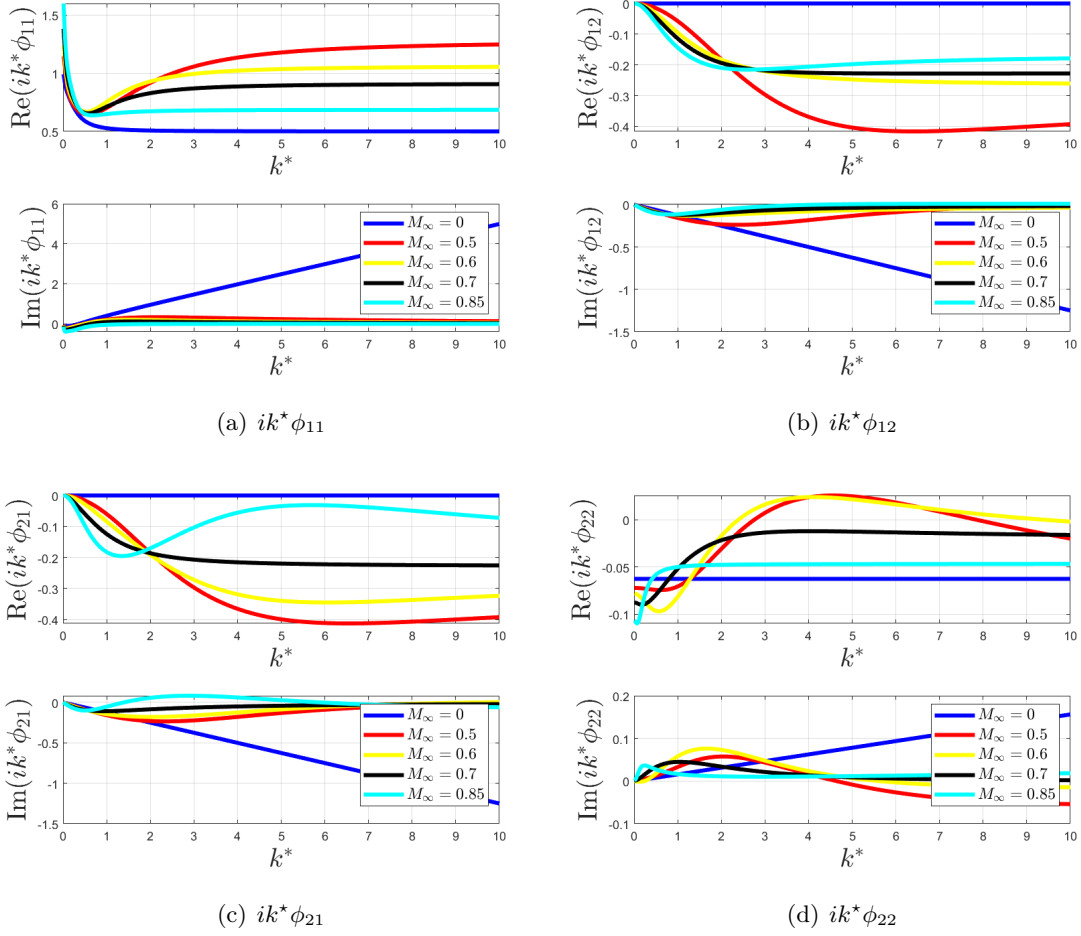 Re(ik*ϕ11)
1.5
1
0.5
0 1 2 3 4 5 6 7 8 9 10
k*
Im(ik*ϕ11)
6
4
2
0
M∞ = 0
M∞ = 0.5
M∞ = 0.6
M∞ = 0.7
M∞ = 0.85
0 1 2 3 4 5 6 7 8 9 10
k*
(a) ik⋆ϕ11
Re(ik*ϕ12)
0
-0.1
-0.2
-0.3
-0.4
0 1 2 3 4 5 6 7 8 9 10
k*
Im(ik*ϕ12)
0
-0.5
-1
-1.5
M∞ = 0
M∞ = 0.5
M∞ = 0.6
M∞ = 0.7
M∞ = 0.85
0 1 2 3 4 5 6 7 8 9 10
k*
(b) ik⋆ϕ12
Re(ik*ϕ21)
0
-0.1
-0.2
-0.3
-0.4
0 1 2 3 4 5 6 7 8 9 10
k*
Im(ik*ϕ21)
0
-0.5
-1
-1.5
M∞ = 0
M∞ = 0.5
M∞ = 0.6
M∞ = 0.7
M∞ = 0.85
0 1 2 3 4 5 6 7 8 9 10
k*
(c) ik⋆ϕ21
Re(ik*ϕ22)
0
-0.05
-0.1
0 1 2 3 4 5 6 7 8 9 10
k*
Im(ik*ϕ22)
0.2
0.1
0
-0.1
M∞ = 0
M∞ = 0.5
M∞ = 0.6
M∞ = 0.7
M∞ = 0.85
0 1 2 3 4 5 6 7 8 9 10
k*
(d) ik⋆ϕ22